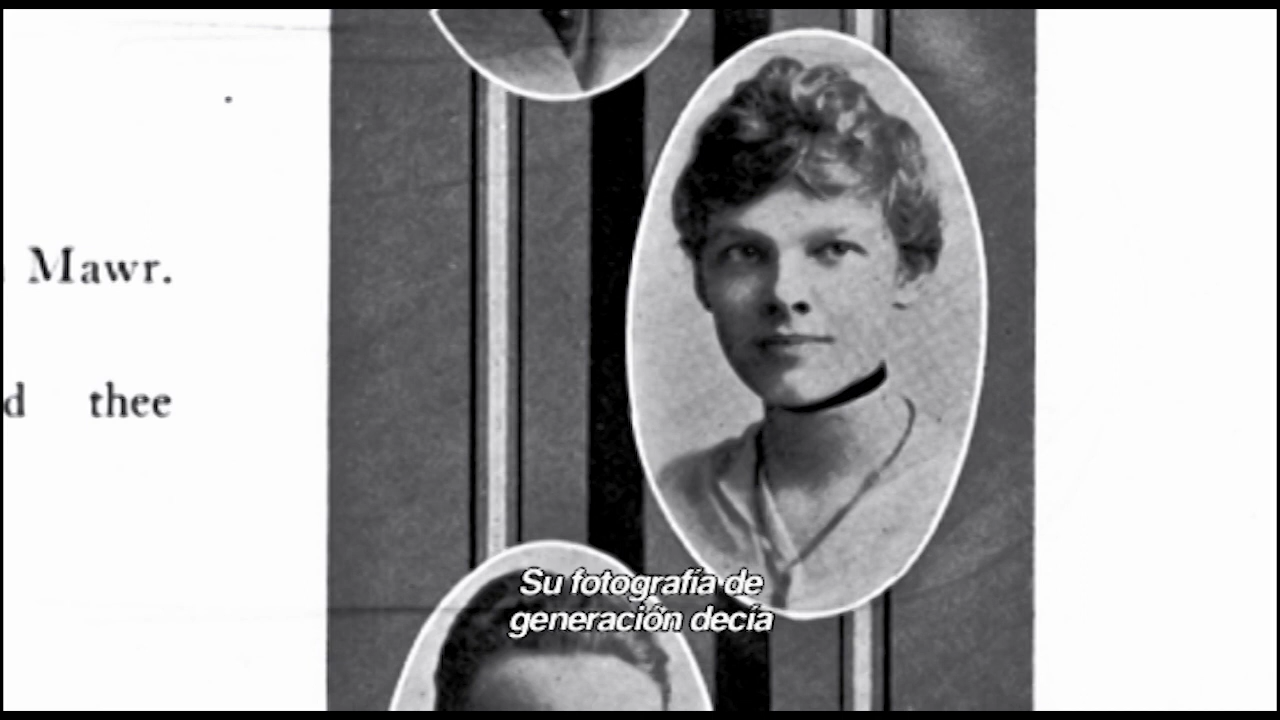 Mawr.
d thee
Su fotografía de
generación decía